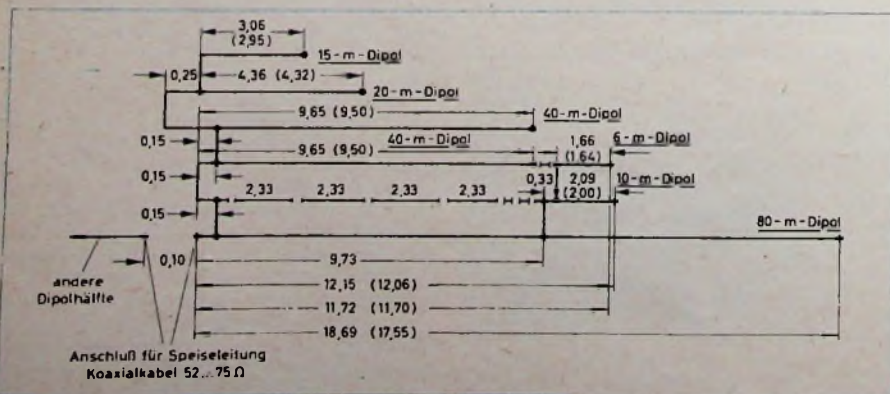 3,06
(2,95)
15-m-Dipol
0,25 4,36 (4,32)
20-m-Dipol
9,65 (9,50) 40-m-Dipol
0,15 40-m-Dipol 1,66 6-m-Dipol
9,65 (9,50) (1,64)
0,15 2,33 2,33 2,33 2,33 0,33 2,09 10-m-Dipol
(2,00)
0,15
80-m-Dipol
0,10 9,73
andere
Dipolhälfte
12,15 (12,06)
11,72 (11,70)
18,69 (17,55)
Anschluß für Speiseleitung
Koaxialkabel 52...75Ω